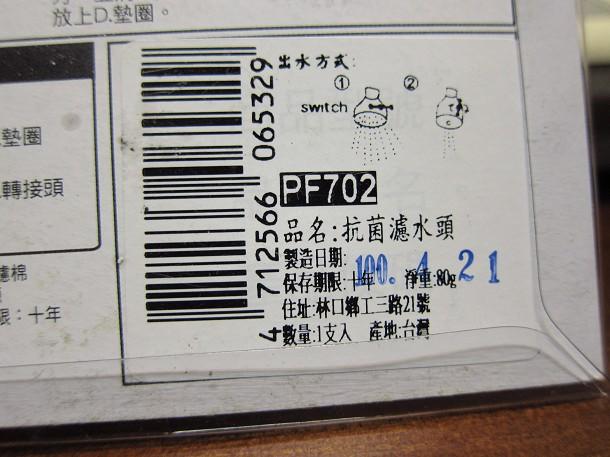 放上D.墊圈。
墊圈
轉接頭
濾棉
限：十年
4 712566 065329
出水方式:
① ②
switch
PF702
品名:抗菌濾水頭
製造日期:
100. 4. 21
保存期限:十年 淨重:80g
住址:林口鄉工三路21號
數量:1支入 產地:台灣